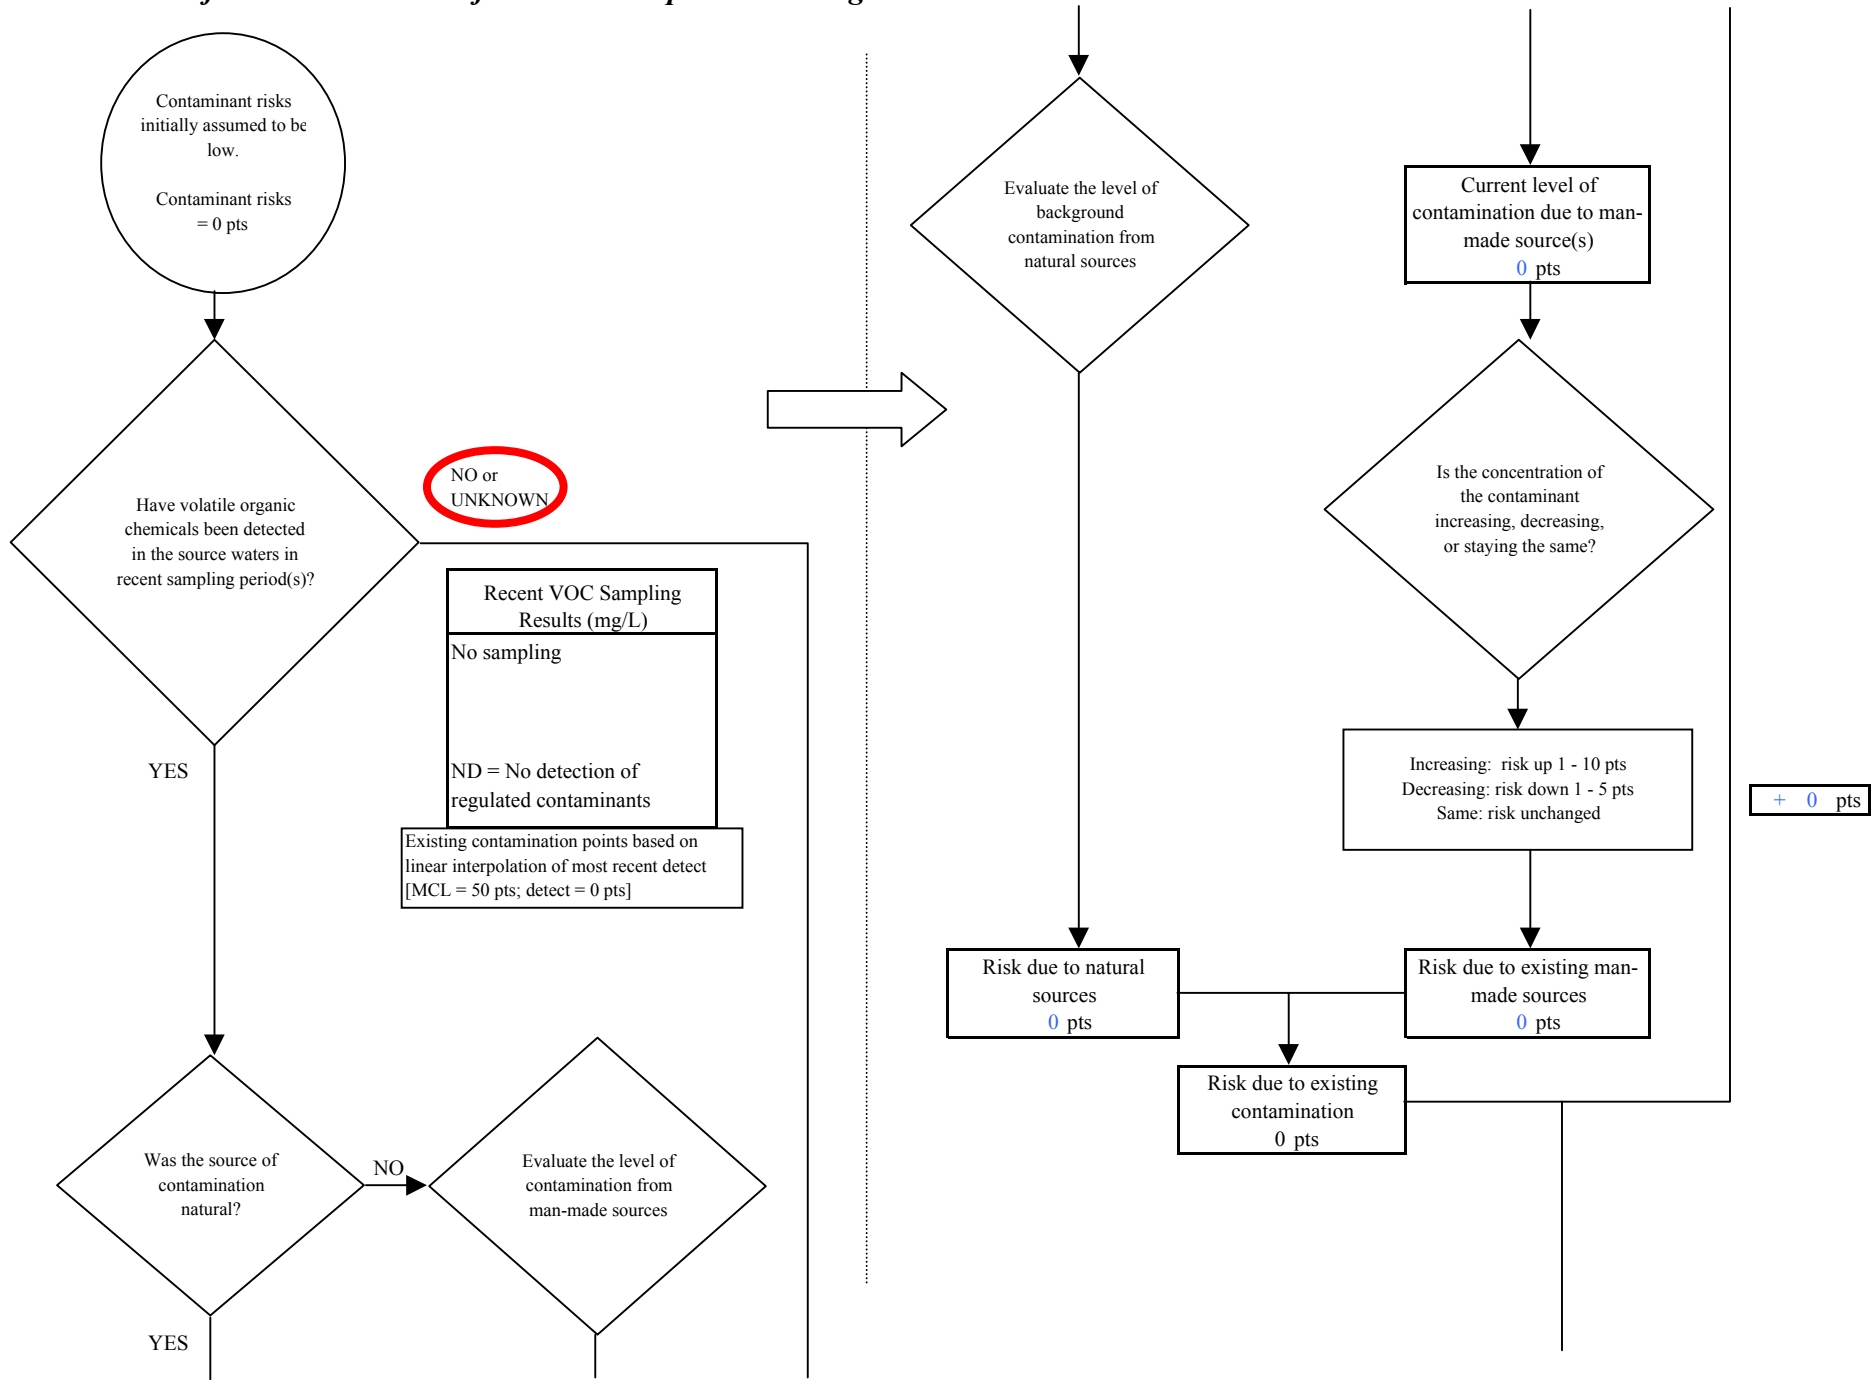 Contaminant risks
initially assumed to be
low.
Contaminant risks
= 0 pts
Have volatile organic
chemicals been detected
in the source waters in
recent sampling period(s)?
NO or
UNKNOWN
Recent VOC Sampling
Results (mg/L)
No sampling
ND = No detection of
regulated contaminants
Existing contamination points based on
linear interpolation of most recent detect
[MCL = 50 pts; detect = 0 pts]
YES
Was the source of
contamination
natural?
NO
Evaluate the level of
contamination from
man-made sources
YES
Evaluate the level of
background
contamination from
natural sources
Current level of
contamination due to man-
made source(s)
0 pts
Is the concentration of
the contaminant
increasing, decreasing,
or staying the same?
Increasing: risk up 1 - 10 pts
Decreasing: risk down 1 - 5 pts
Same: risk unchanged
+ 0 pts
Risk due to natural
sources
0 pts
Risk due to existing man-
made sources
0 pts
Risk due to existing
contamination
0 pts